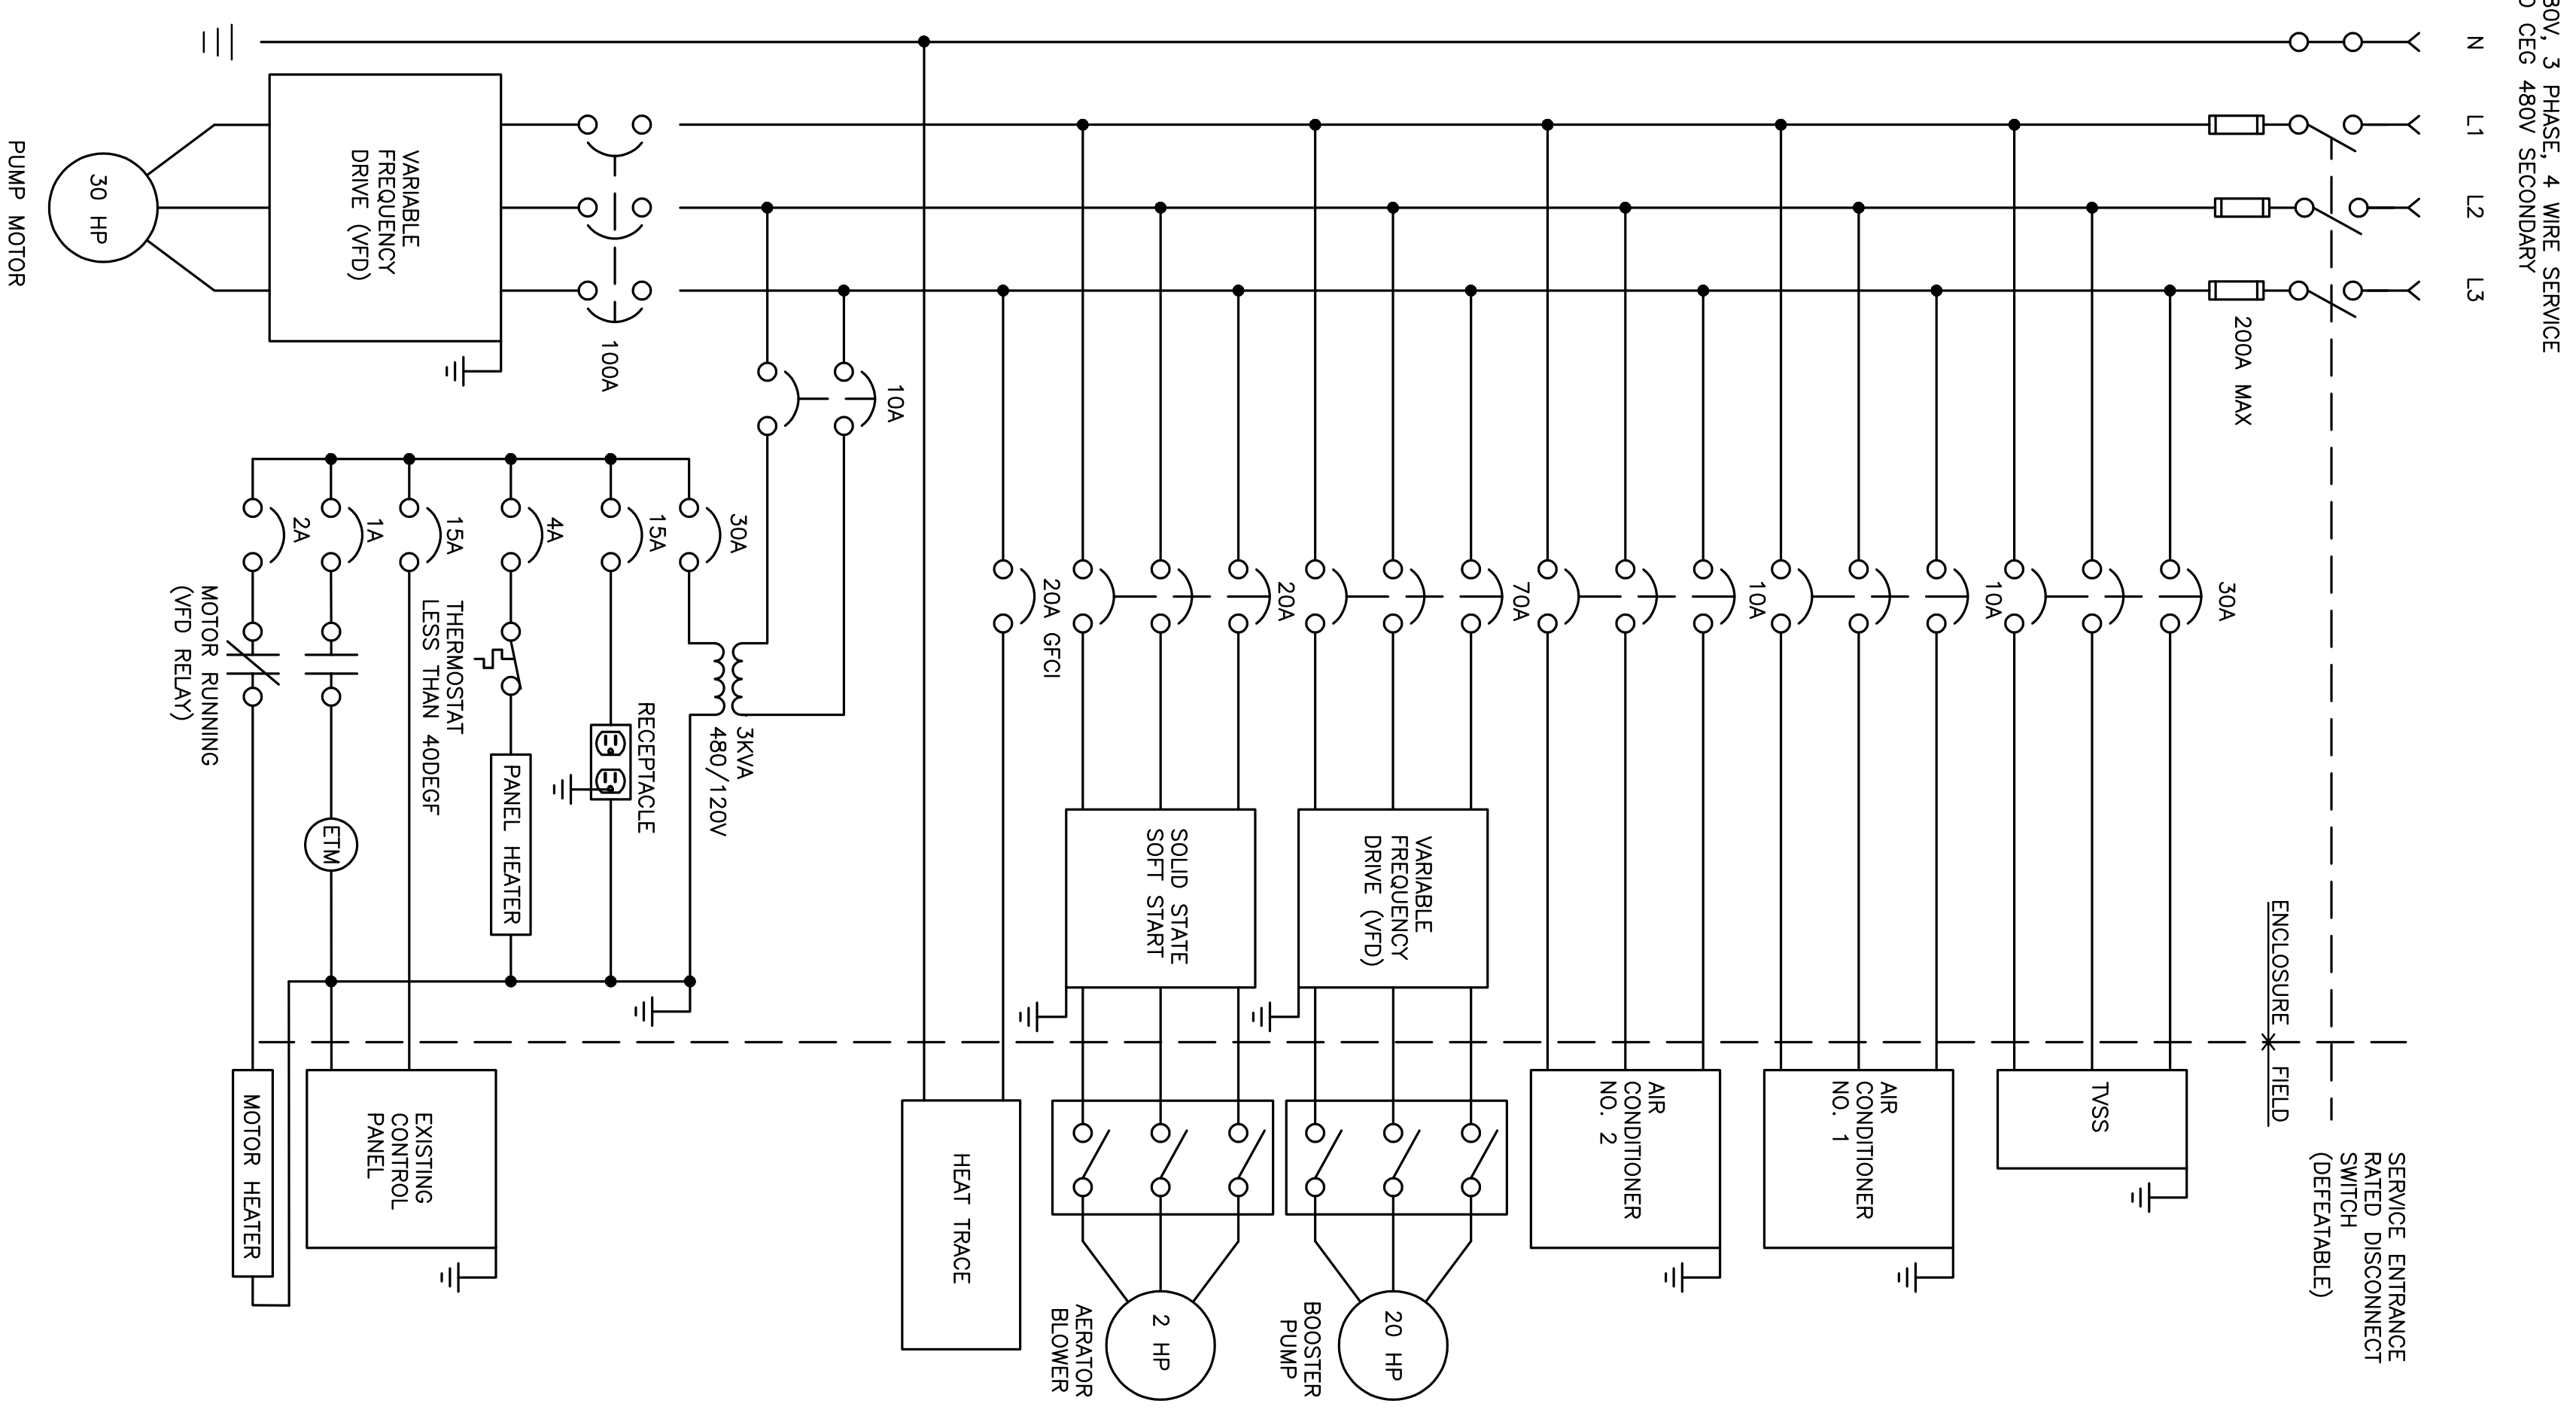 80V, 3 PHASE, 4 WIRE SERVICE
O CEG 480V SECONDARY
N
L1
L2
L3
SERVICE ENTRANCE
RATED DISCONNECT
SWITCH
(DEFEATABLE)
200A MAX
ENCLOSURE
FIELD
30A
TVSS
10A
AIR
CONDITIONER
NO. 1
10A
AIR
CONDITIONER
NO. 2
70A
VARIABLE
FREQUENCY
DRIVE (VFD)
20 HP
BOOSTER
PUMP
20A
SOLID STATE
SOFT START
2 HP
AERATOR
BLOWER
20A GFCI
HEAT TRACE
10A
3KVA
480/120V
30A
15A
RECEPTACLE
4A
PANEL HEATER
THERMOSTAT
LESS THAN 40DEGF
15A
EXISTING
CONTROL
PANEL
1A
ETM
2A
MOTOR RUNNING
(VFD RELAY)
MOTOR HEATER
100A
VARIABLE
FREQUENCY
DRIVE (VFD)
30 HP
PUMP MOTOR